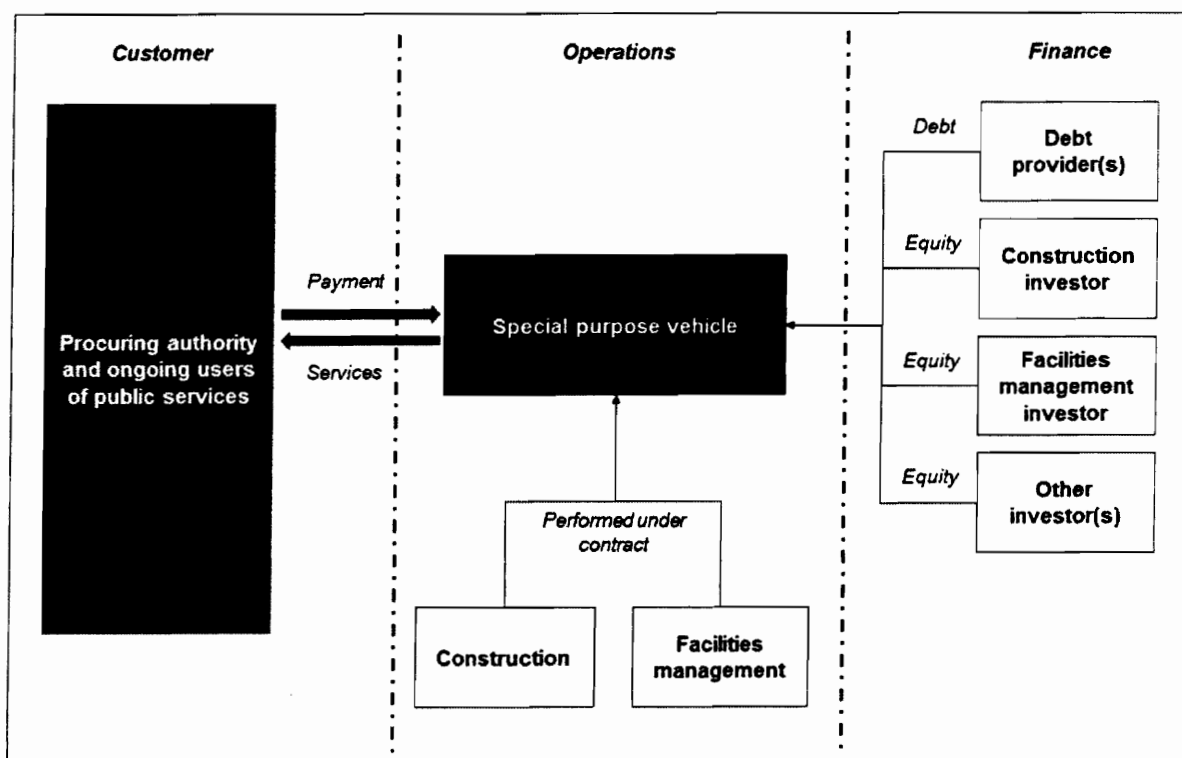 Customer
Operations
Finance
Procuring authority
and ongoing users
of public services
Payment
Services
Special purpose vehicle
Performed under
contract
Construction
Facilities
management
Debt
Debt
provider(s)
Equity
Construction
investor
Equity
Facilities
management
investor
Equity
Other
investor(s)